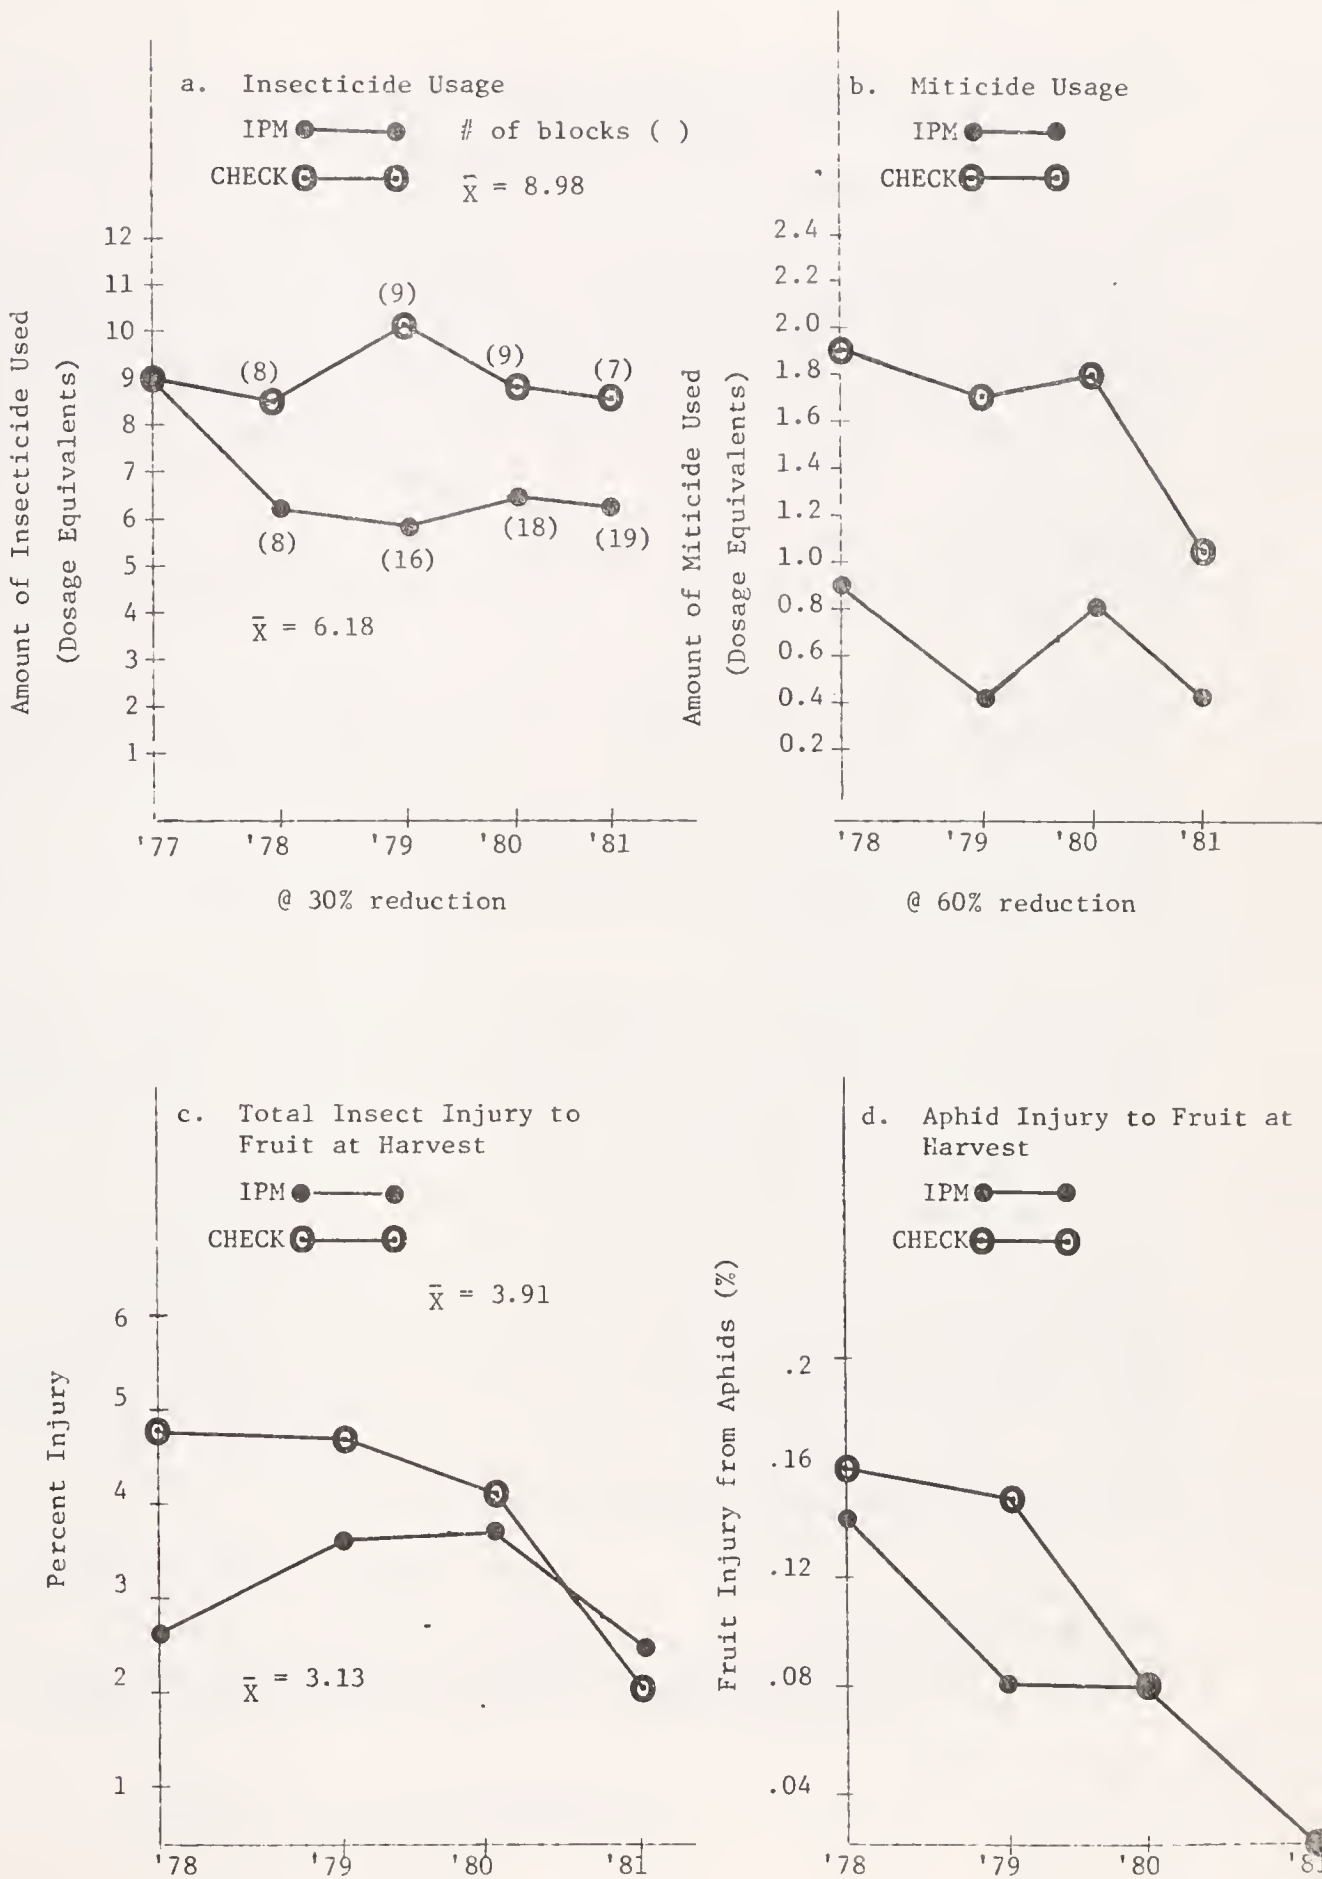 a. Insecticide Usage
IPM # of blocks ( )
CHECK X̄ = 8.98
12
11
10
9
8
7
6
5
4
3
2
1
Amount of Insecticide Used
(Dosage Equivalents)
(8)
(9)
(9)
(7)
(8)
(16)
(18)
(19)
X̄ = 6.18
'77 '78 '79 '80 '81
@ 30% reduction
b. Miticide Usage
IPM
CHECK
2.4
2.2
2.0
1.8
1.6
1.4
1.2
1.0
0.8
0.6
0.4
0.2
Amount of Miticide Used
(Dosage Equivalents)
'78 '79 '80 '81
@ 60% reduction
c. Total Insect Injury to
Fruit at Harvest
IPM
CHECK
X̄ = 3.91
6
5
4
3
2
1
Percent Injury
X̄ = 3.13
'78 '79 '80 '81
d. Aphid Injury to Fruit at
Harvest
IPM
CHECK
.2
.16
.12
.08
.04
Fruit Injury from Aphids (%)
'78 '79 '80 '81